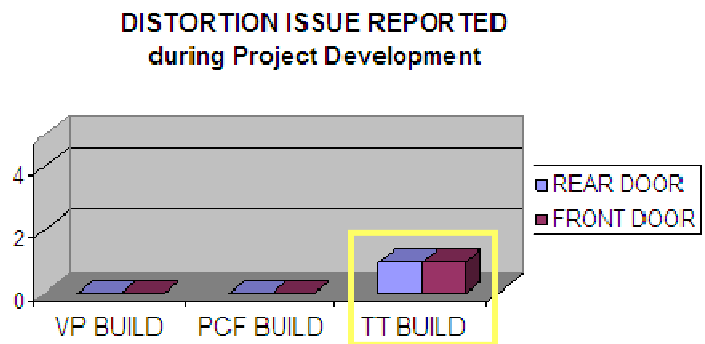 DISTORTION ISSUE REPORTED
during Project Development
4
2
0
REAR DOOR
FRONT DOOR
VP BUILD PCF BUILD TT BUILD